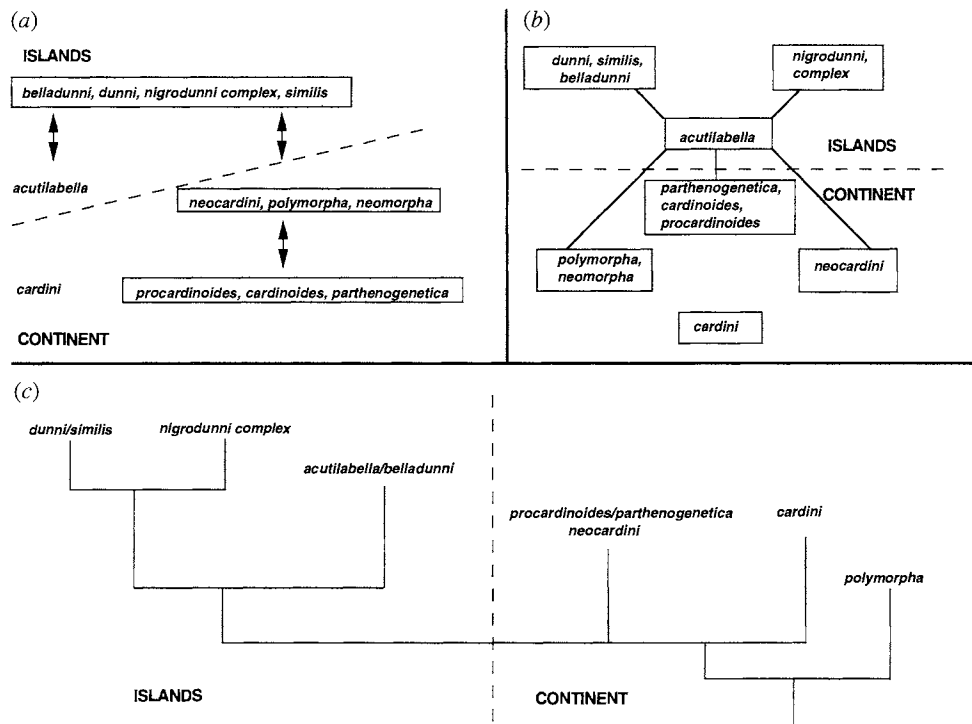 (a)
ISLANDS
belladunni, dunni, nigrodunni complex, similis
acutilabella
neocardini, polymorpha, neomorpha
cardini
procardinoides, cardinoides, parthenogenetica
CONTINENT
(b)
dunni, similis,
belladunni
nigrodunni,
complex
acutilabella
ISLANDS
CONTINENT
parthenogenetica,
cardinoides,
procardinoides
polymorpha,
neomorpha
neocardini
cardini
(c)
dunni/similis
nigrodunni complex
acutilabella/belladunni
procardinoides/parthenogenetica
neocardini
cardini
polymorpha
ISLANDS
CONTINENT